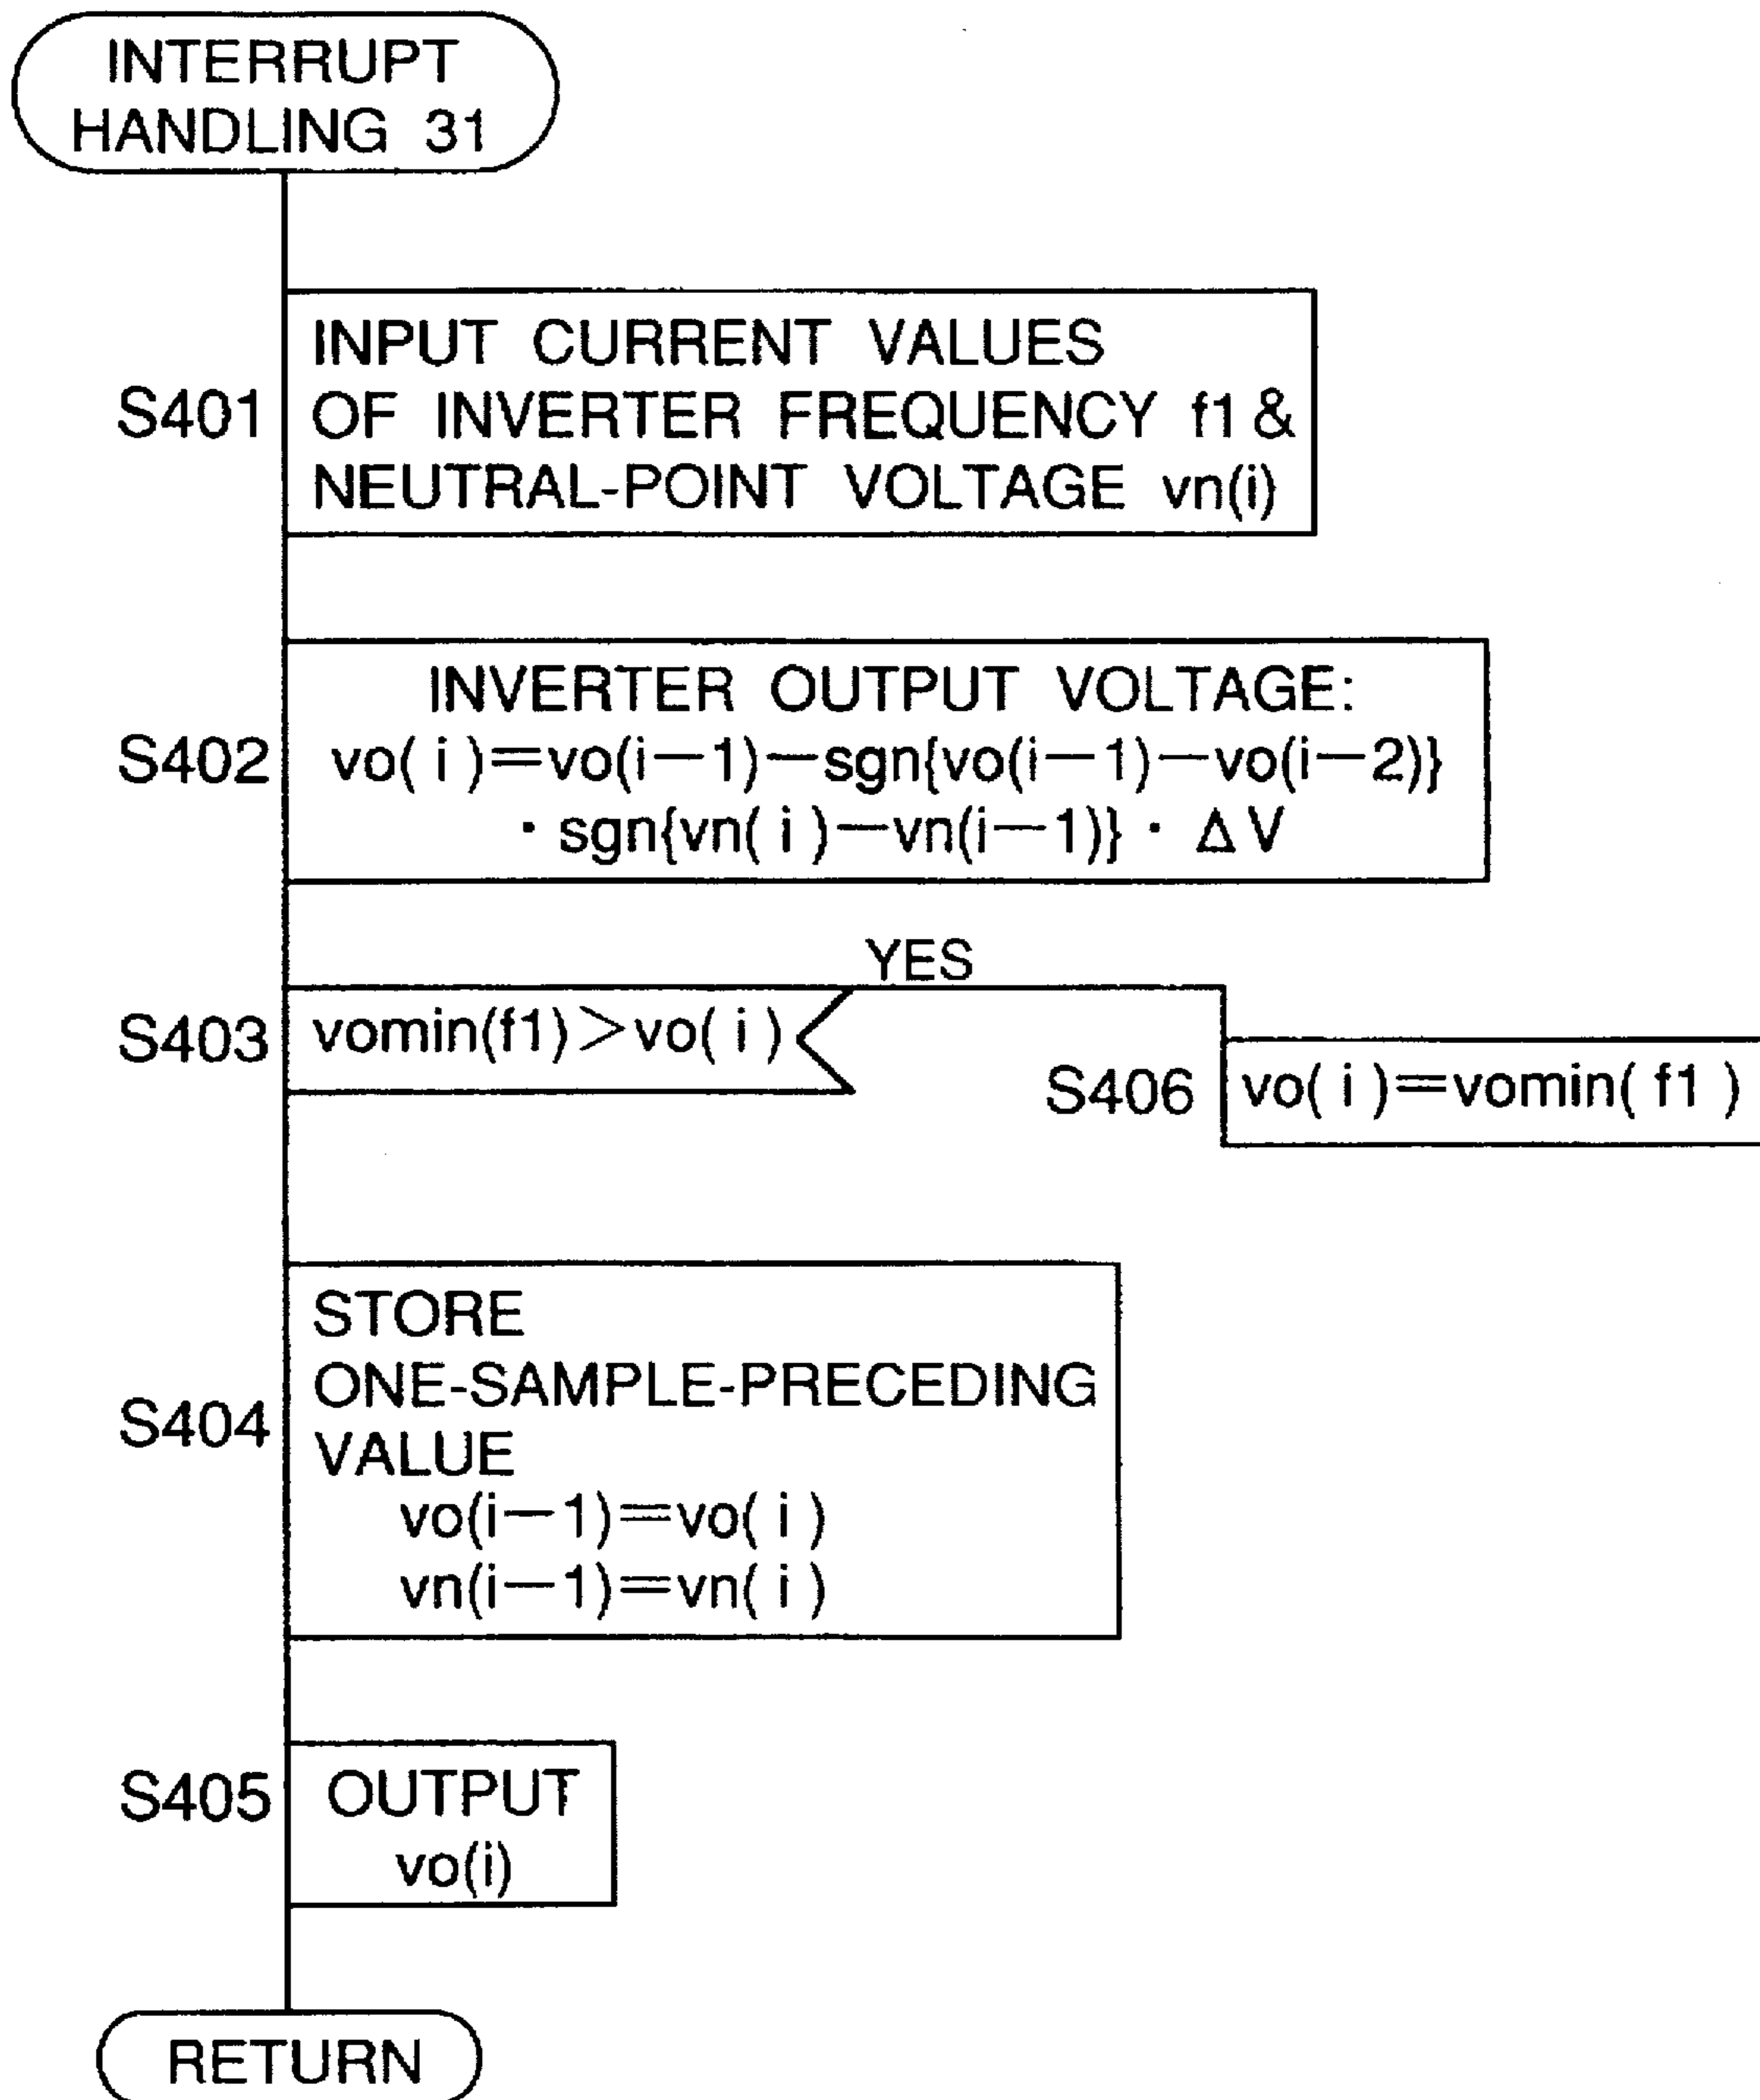 INTERRUPT
HANDLING 31
S401
INPUT CURRENT VALUES
OF INVERTER FREQUENCY f1 &
NEUTRAL-POINT VOLTAGE vn(i)
S402
INVERTER OUTPUT VOLTAGE:
vo( i )=vo(i−1)−sgn{vo(i−1)−vo(i−2)}
· sgn{vn( i )−vn(i−1)} · ΔV
YES
S403
vomin(f1)>vo( i )
S406
vo( i )=vomin( f1 )
S404
STORE
ONE-SAMPLE-PRECEDING
VALUE
vo(i−1)=vo( i )
vn(i−1)=vn( i )
S405
OUTPUT
vo(i)
RETURN